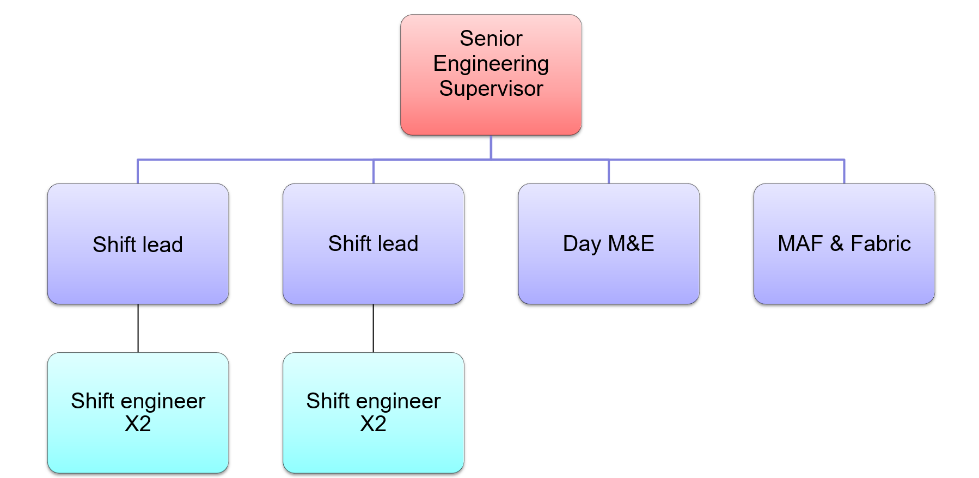 Senior
Engineering
Supervisor
Shift lead
Shift lead
Day M&E
MAF & Fabric
Shift engineer
X2
Shift engineer
X2